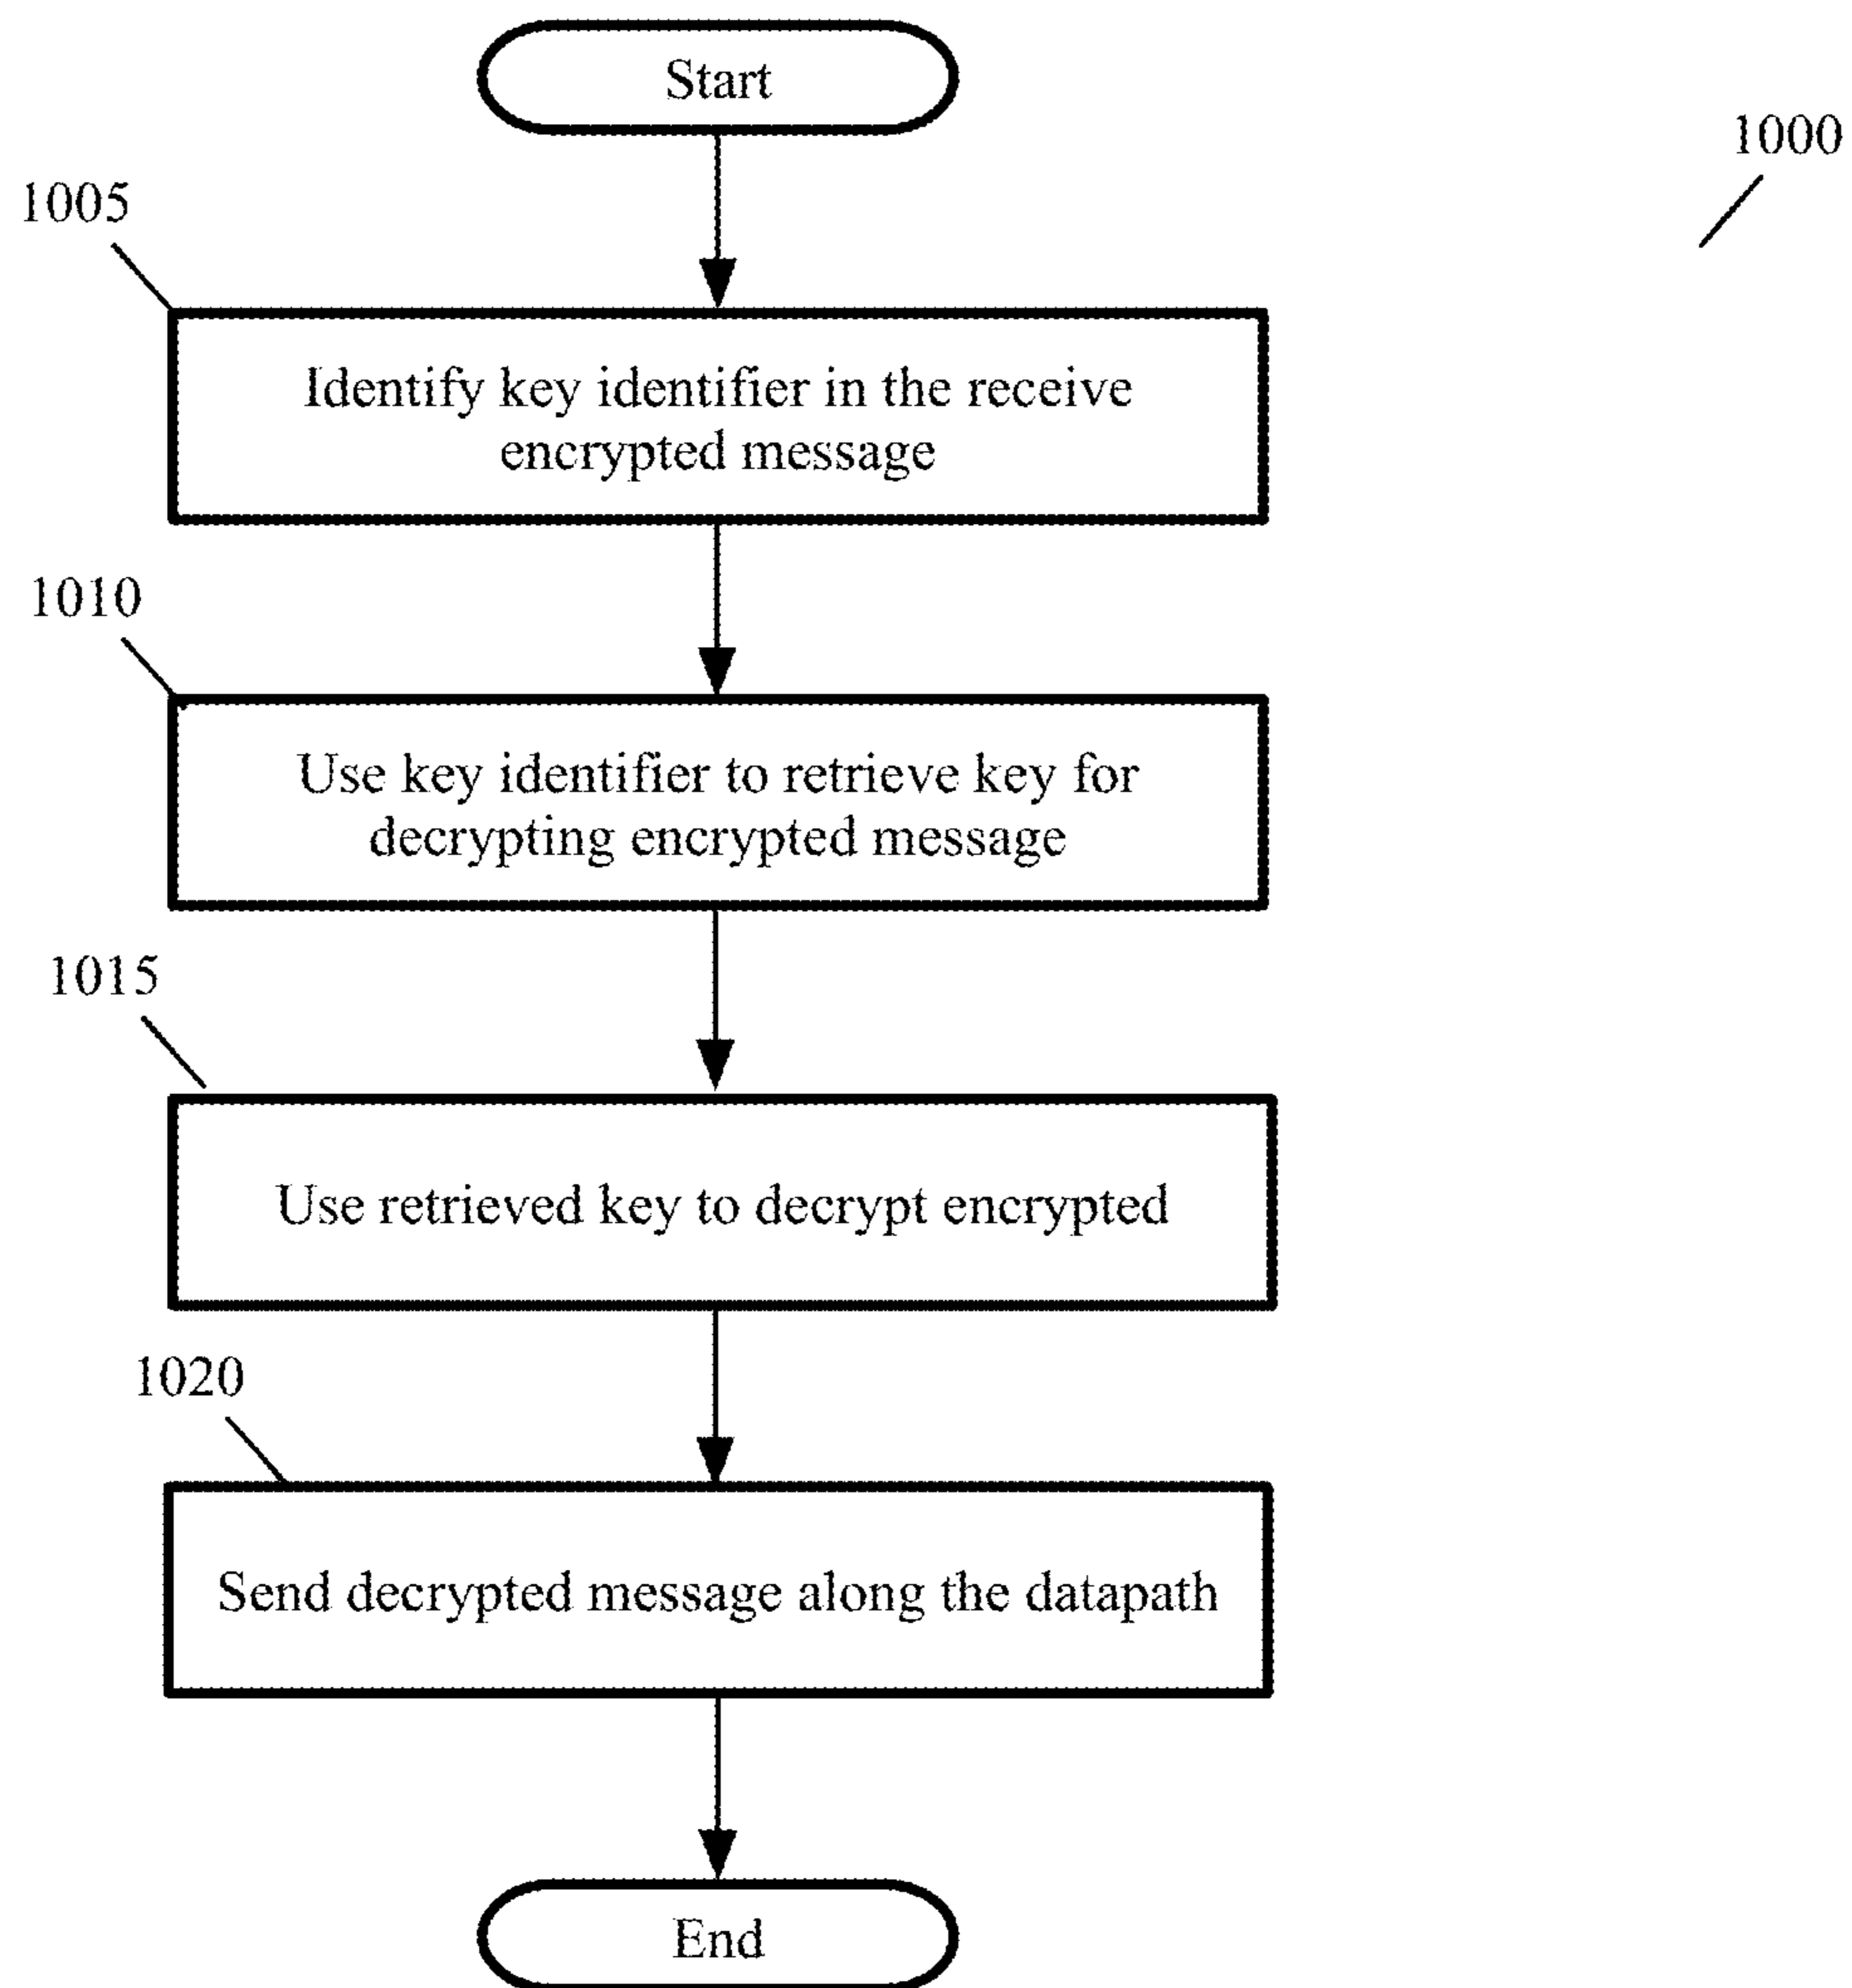 Start
1000
1005
Identify key identifier in the receive
encrypted message
1010
Use key identifier to retrieve key for
decrypting encrypted message
1015
Use retrieved key to decrypt encrypted
1020
Send decrypted message along the datapath
End